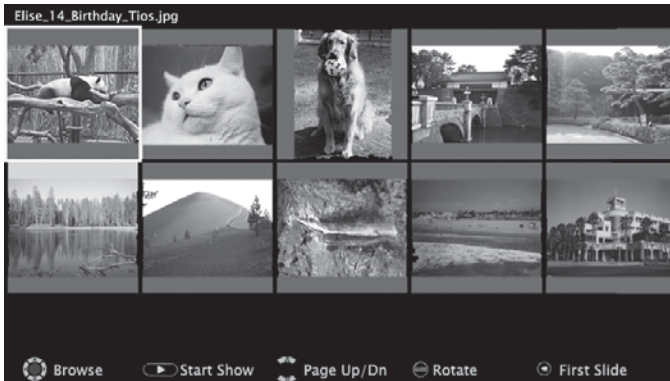 Elise_14_Birthday_Tios.jpg
Browse Start Show Page Up/Dn Rotate First Slide